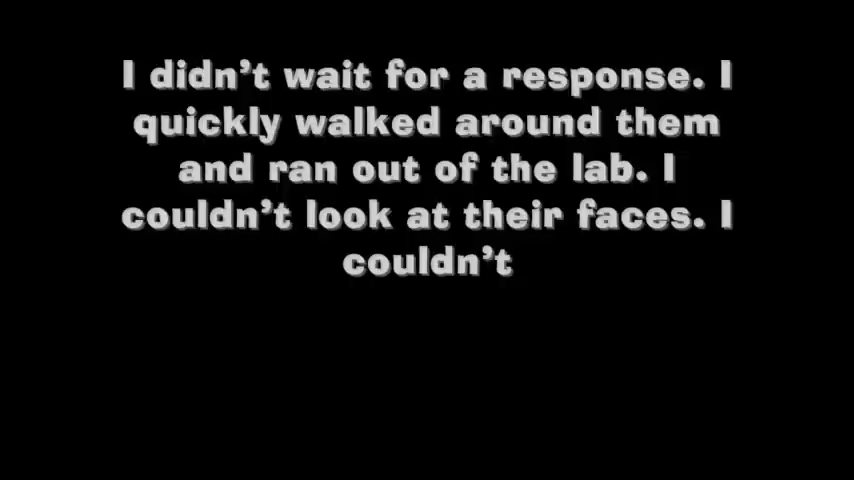 I didn’t wait for a response. I
quickly walked around them
and ran out of the lab. I
couldn’t look at their faces. I
couldn’t